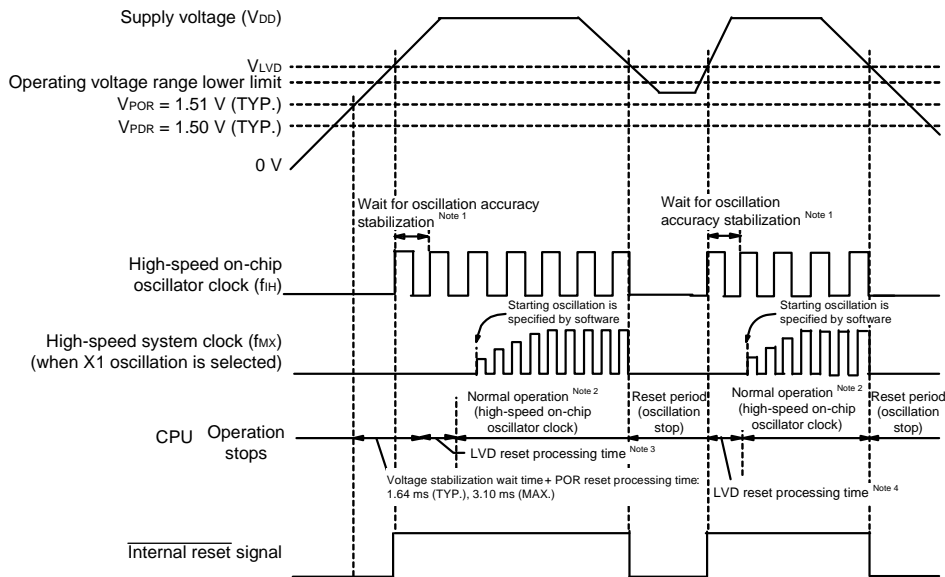 Supply voltage (VDD)
VLVD
Operating voltage range lower limit
VPOR = 1.51 V (TYP.)
VPDR = 1.50 V (TYP.)
0 V
Wait for oscillation accuracy
stabilization Note 1
Wait for oscillation
accuracy stabilization Note 1
High-speed on-chip
oscillator clock (fIH)
Starting oscillation is
specified by software
Starting oscillation is
specified by software
High-speed system clock (fMX)
(when X1 oscillation is selected)
Normal operation Note 2
(high-speed on-chip
oscillator clock)
Reset period
(oscillation
stop)
Normal operation Note 2
(high-speed on-chip
oscillator clock)
Reset period
(oscillation
stop)
CPU
Operation
stops
LVD reset processing time Note 3
Voltage stabilization wait time + POR reset processing time:
1.64 ms (TYP.), 3.10 ms (MAX.)
LVD reset processing time Note 4
Internal reset signal